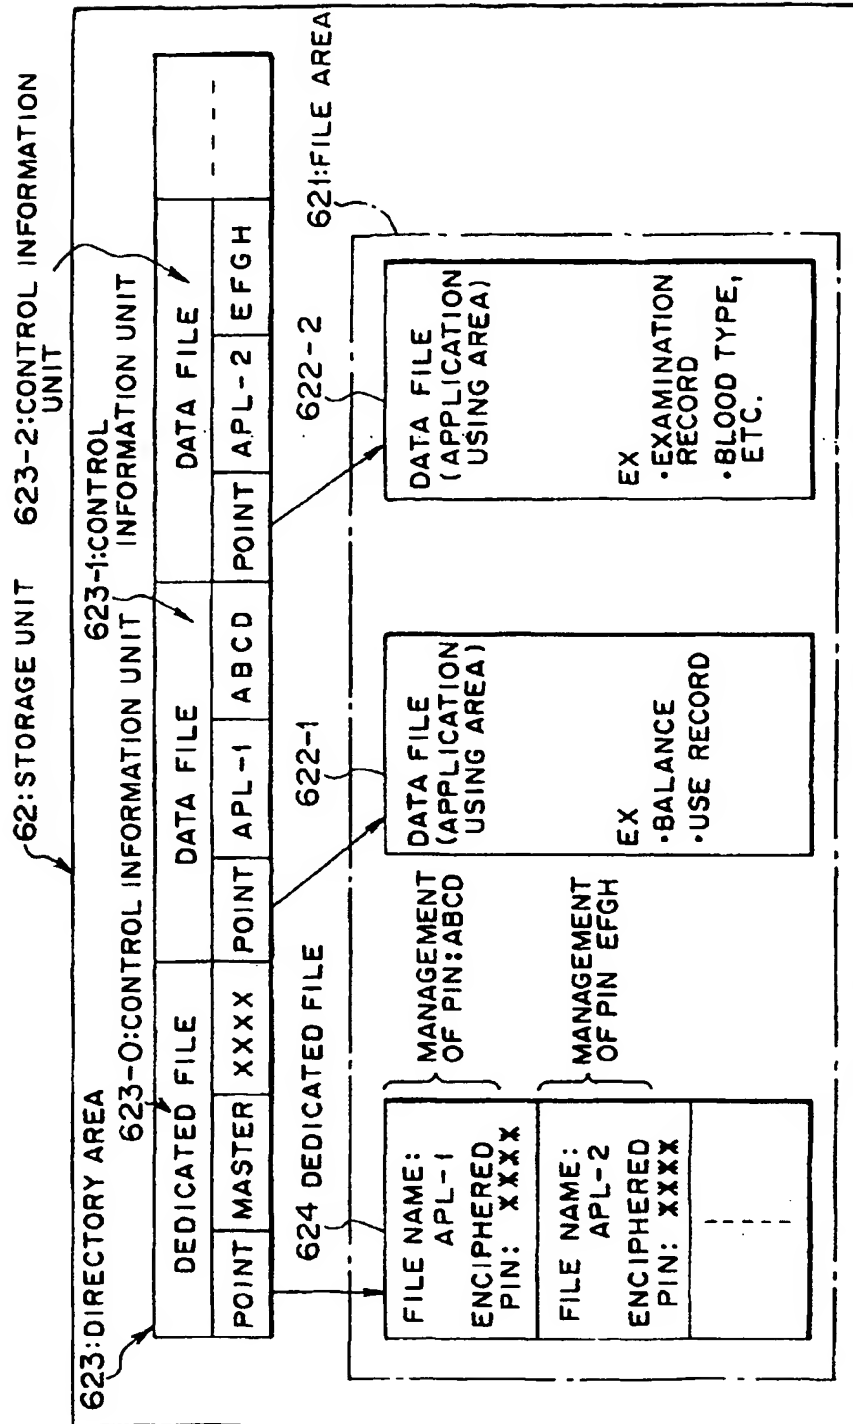 62:STORAGE UNIT
623:DIRECTORY AREA
623-0:CONTROL INFORMATION UNIT
623-1:CONTROL
INFORMATION UNIT
623-2:CONTROL INFORMATION
UNIT
DEDICATED FILE
DATA FILE
DATA FILE
POINT MASTER XXXX POINT APL-1 ABCD POINT APL-2 EFGH
624 DEDICATED FILE
622-1
622-2
621:FILE AREA
FILE NAME:
APL-1
ENCIPHERED
PIN: XXXX
MANAGEMENT
OF PIN:ABCD
FILE NAME:
APL-2
ENCIPHERED
PIN: XXXX
MANAGEMENT
OF PIN EFGH
DATA FILE
(APPLICATION
USING AREA)
EX
·BALANCE
·USE RECORD
DATA FILE
(APPLICATION
USING AREA)
EX
·EXAMINATION
RECORD
·BLOOD TYPE,
ETC.